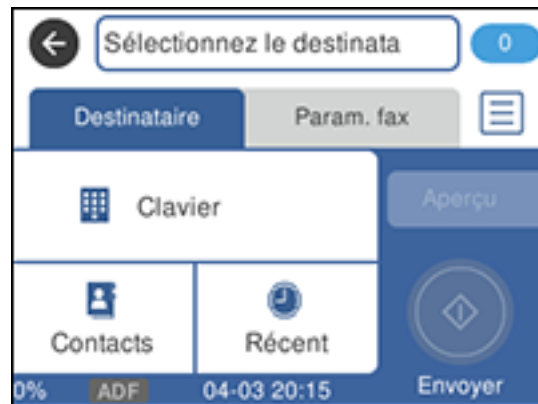 Sélectionnez le destinata
0
Destinataire
Param. fax
Clavier
Aperçu
Contacts
Récent
0%
ADF
04-03 20:15
Envoyer